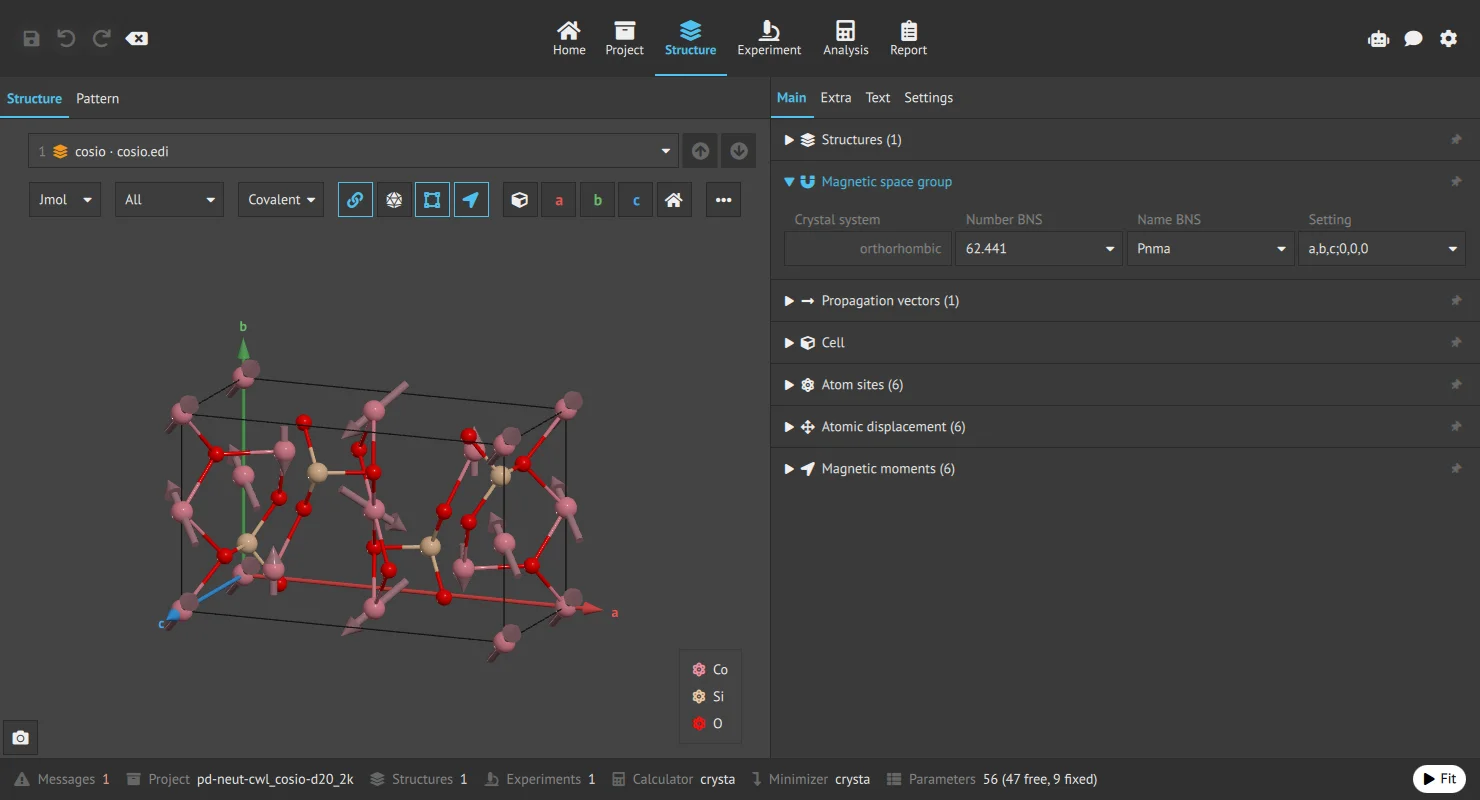 Home Project Structure Experiment Analysis Report
Structure Pattern
Main Extra Text Settings
1 cosio · cosio.edi
Jmol All Covalent a b c
Structures (1)
Magnetic space group
Crystal system Number BNS Name BNS Setting
orthorhombic 62.441 Pnma a,b,c;0,0,0
Propagation vectors (1)
Cell
Atom sites (6)
Atomic displacement (6)
Magnetic moments (6)
b
a
c
Co
Si
O
Messages 1 Project pd-neut-cwl_cosio-d20_2k Structures 1 Experiments 1 Calculator crysta Minimizer crysta Parameters 56 (47 free, 9 fixed) Fit